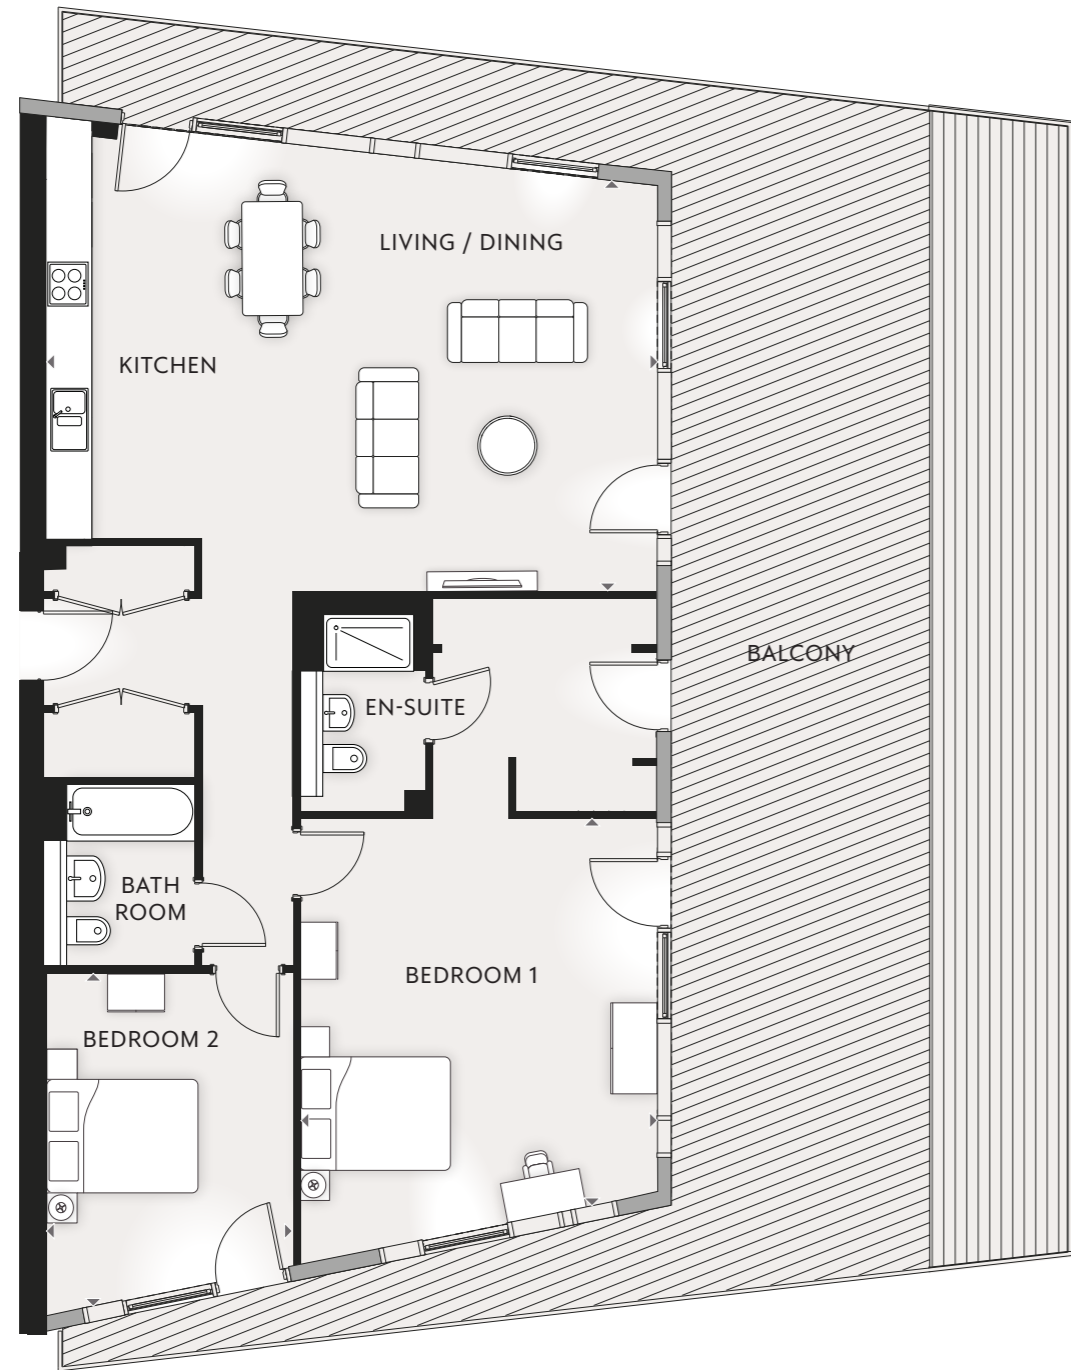 LIVING / DINING
KITCHEN
BALCONY
EN-SUITE
BATH
ROOM
BEDROOM 1
BEDROOM 2